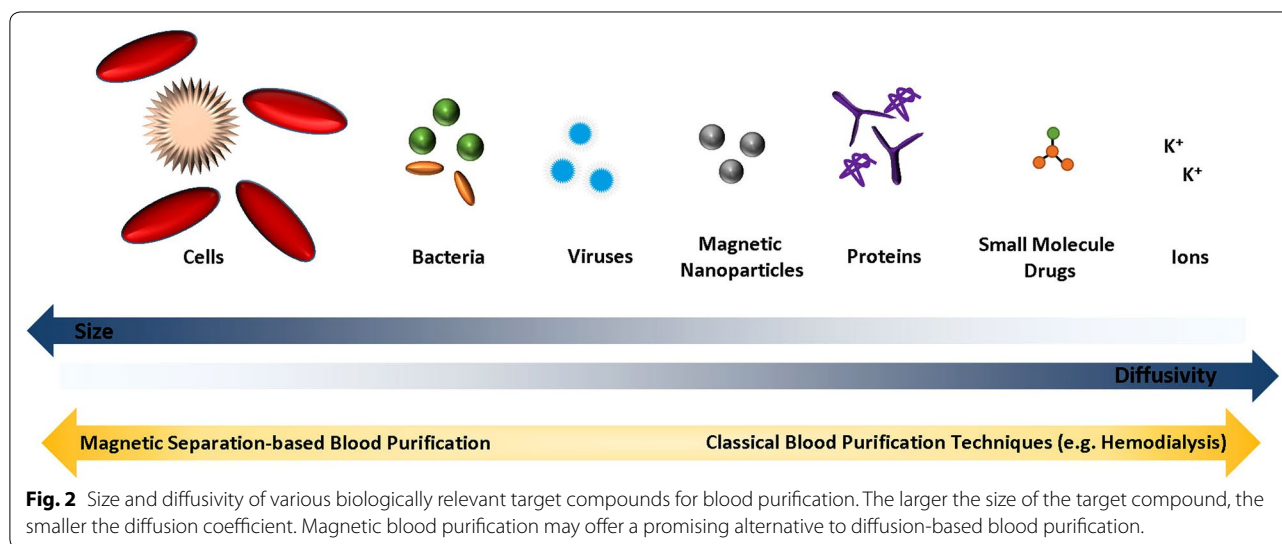 K⁺
K⁺
Cells
Bacteria
Viruses
Magnetic
Nanoparticles
Proteins
Small Molecule
Drugs
Ions
Size
Diffusivity
Magnetic Separation-based Blood Purification
Classical Blood Purification Techniques (e.g. Hemodialysis)
Fig. 2 Size and diffusivity of various biologically relevant target compounds for blood purification. The larger the size of the target compound, the
smaller the diffusion coefficient. Magnetic blood purification may offer a promising alternative to diffusion-based blood purification.